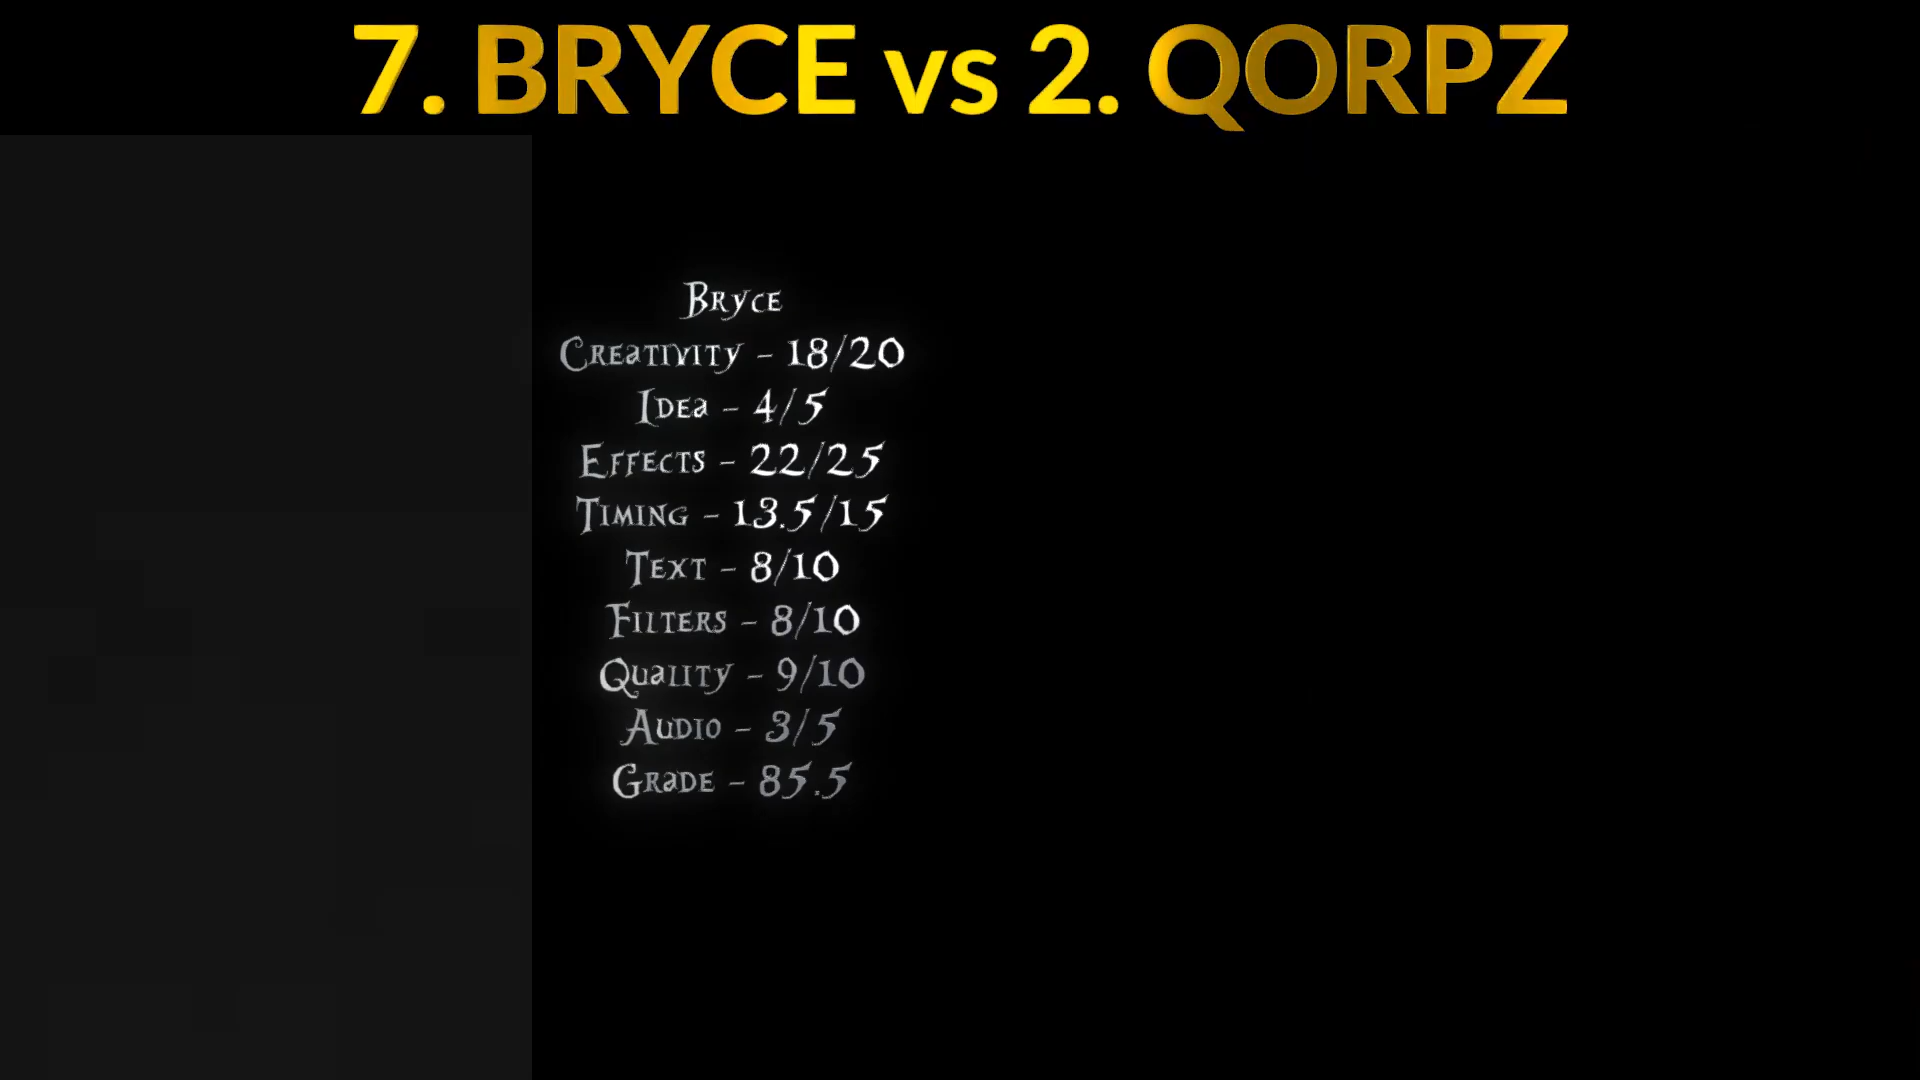 7. BRYCE vs 2. QORPZ
Bryce
Creativity - 18/20
Idea - 4/5
Effects - 22/25
Timing - 13.5/15
Text - 8/10
Filters - 8/10
Quality - 9/10
Audio - 3/5
Grade - 85.5